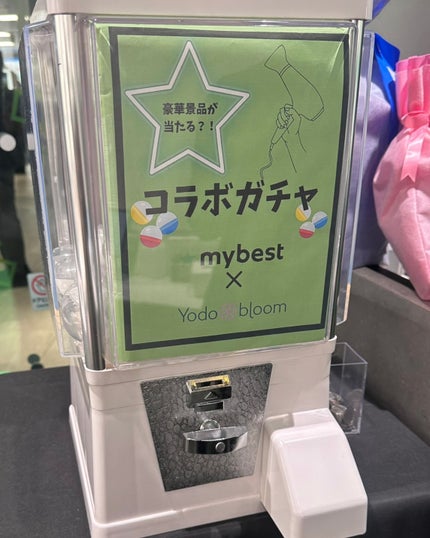 豪華景品が
当たる?!
コラボガチャ
mybest
×
Yodobloom